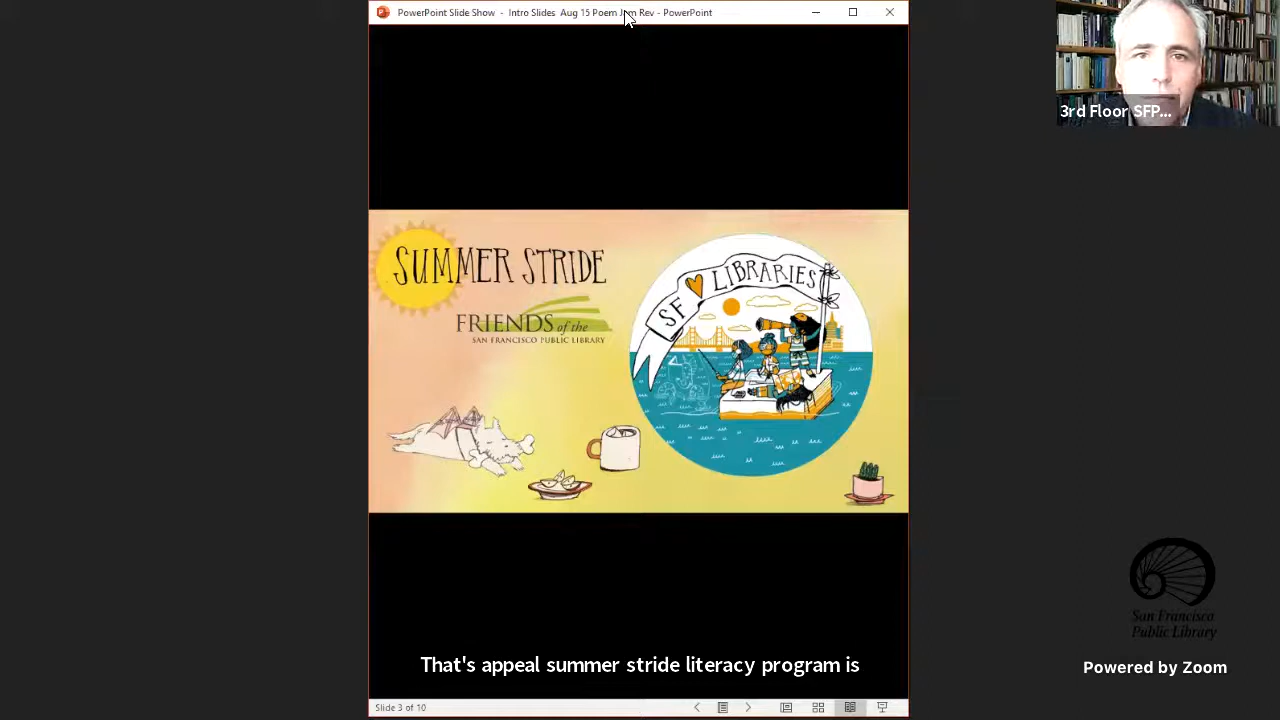 PowerPoint Slide Show - Intro Slides Aug 15 Poem Jam Rev - PowerPoint
3rd Floor SFP...
SUMMER STRIDE
FRIENDS of the
SAN FRANCISCO PUBLIC LIBRARY
SF LIBRARIES
San Francisco
Public Library
That's appeal summer stride literacy program is
Powered by Zoom
Slide 3 of 10